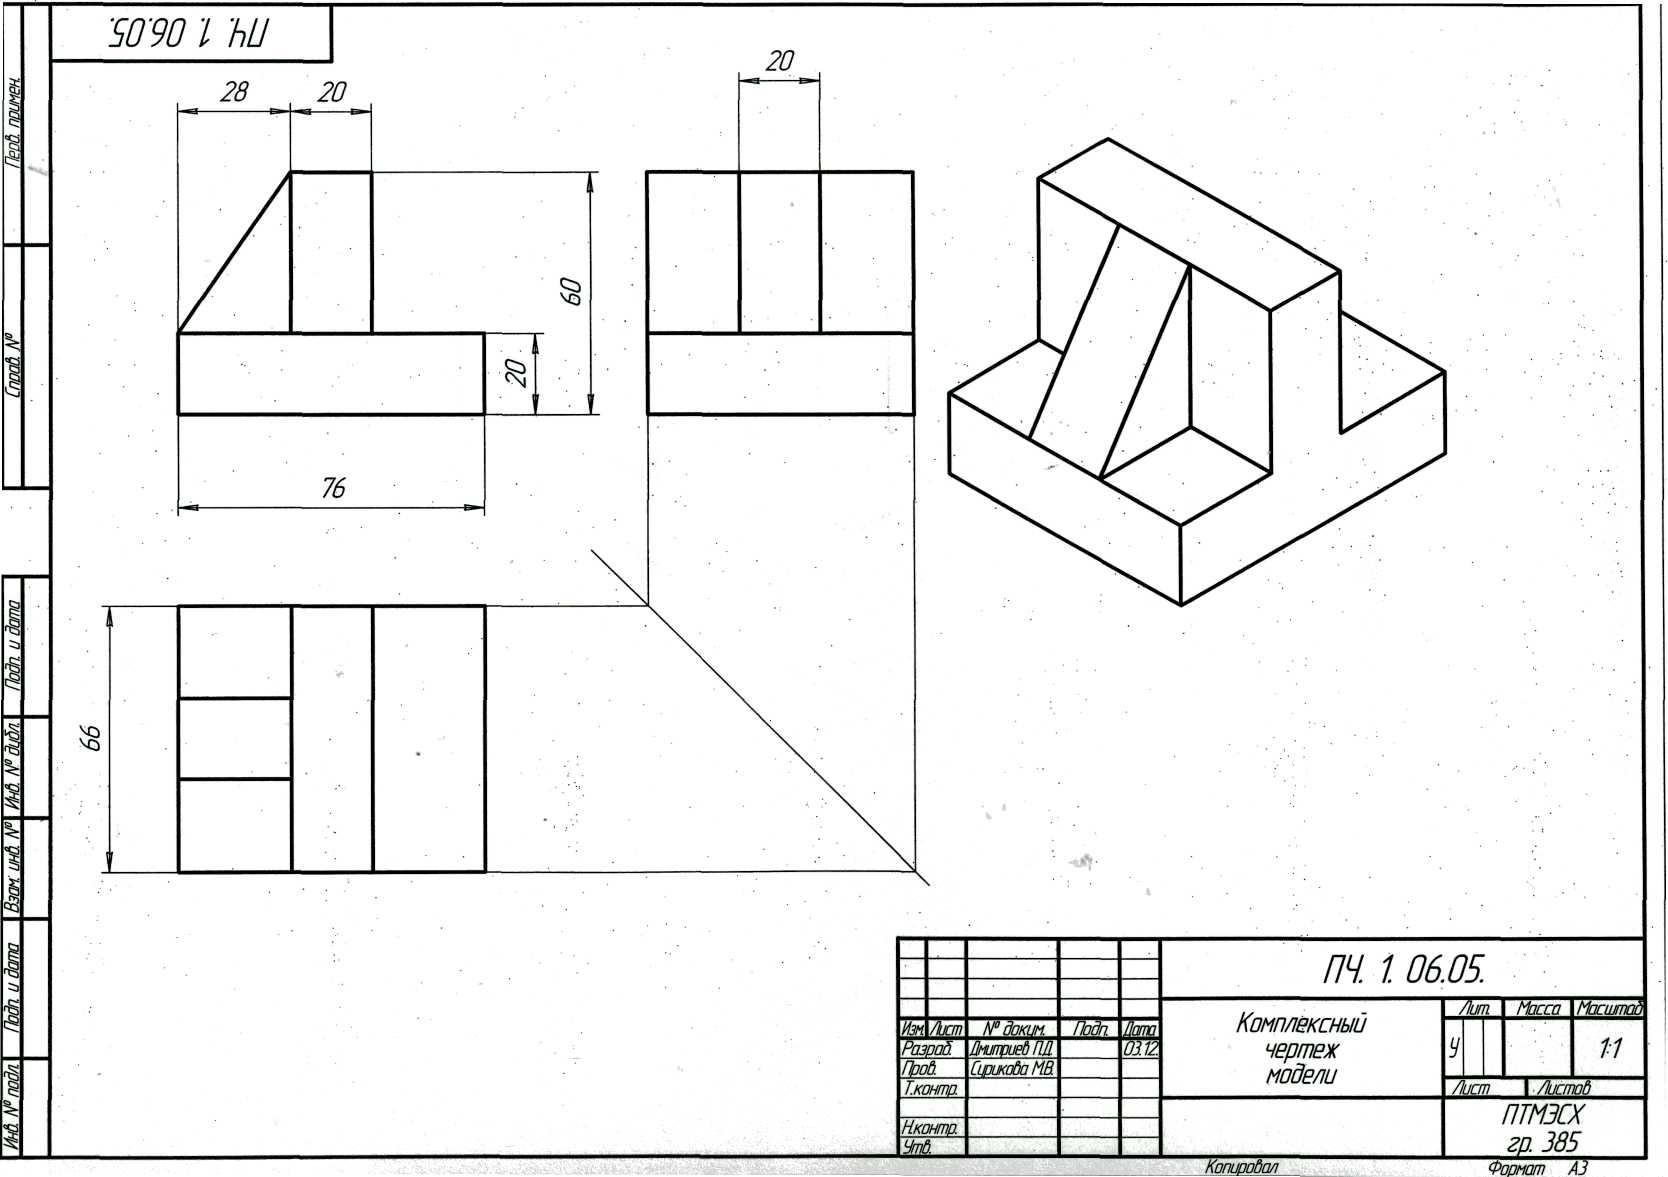 ПЧ. 1. 06.05.
28
20
20
60
20
76
66
Перв. примен.
Справ. №
Подп. и дата
Инв. № дубл.
Взам. инв. №
Подп. и дата
Инв. № подл.
ПЧ. 1. 06.05.
Изм. Лист № докум. Подп. Дата
Разраб. Дмитриев П.Д. 03.12.
Пров. Сурикова М.В.
Т.контр.
Н.контр.
Утв.
Комплексный
чертеж
модели
Лит. Масса Масштаб
у 1:1
Лист Листов
ПТМЭСХ
гр. 385
Копировал Формат А3